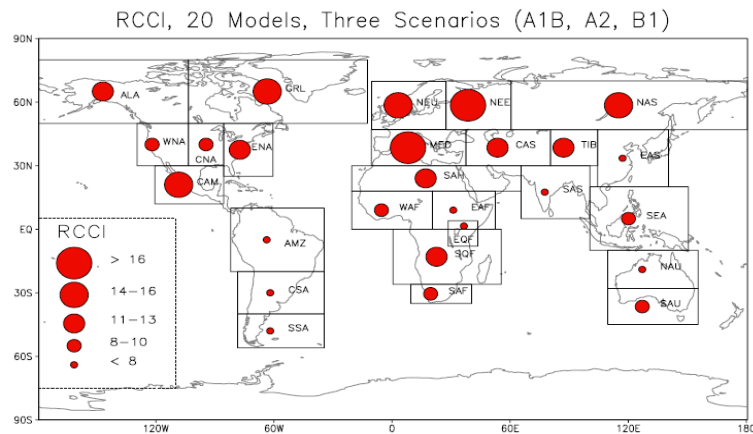 RCCI, 20 Models, Three Scenarios (A1B, A2, B1)
90N
60N
30N
EQ
30S
60S
90S
120W
60W
0
60E
120E
180
ALA
GRL
NEU
NEE
NAS
WNA
CNA
ENA
MED
CAS
TIB
EAS
CAM
SAH
SAS
WAF
EAF
SEA
AMZ
EQF
SQF
NAU
CSA
SAF
SAU
SSA
RCCI
> 16
14-16
11-13
8-10
< 8